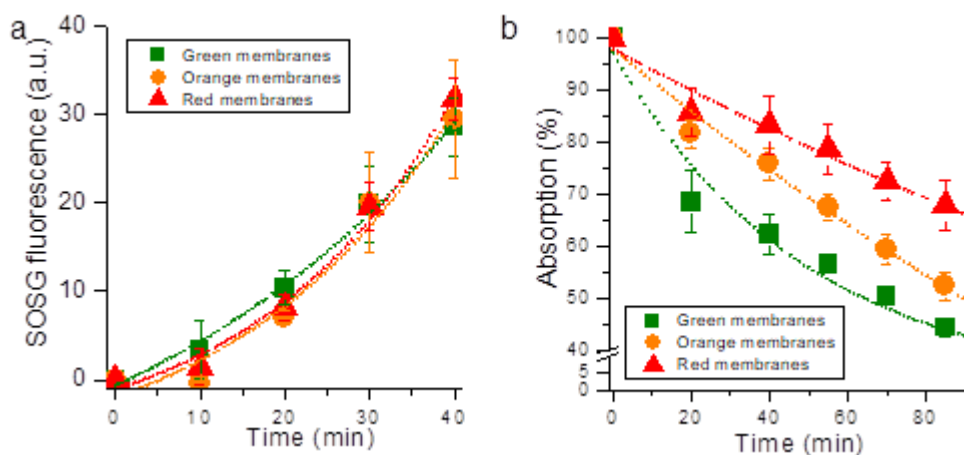 a
SOSG fluorescence (a.u.)
40
30
20
10
0
Green membranes
Orange membranes
Red membranes
0 10 20 30 40
Time (min)
b
Absorption (%)
100
90
80
70
60
50
40
5
0
Green membranes
Orange membranes
Red membranes
0 20 40 60 80
Time (min)